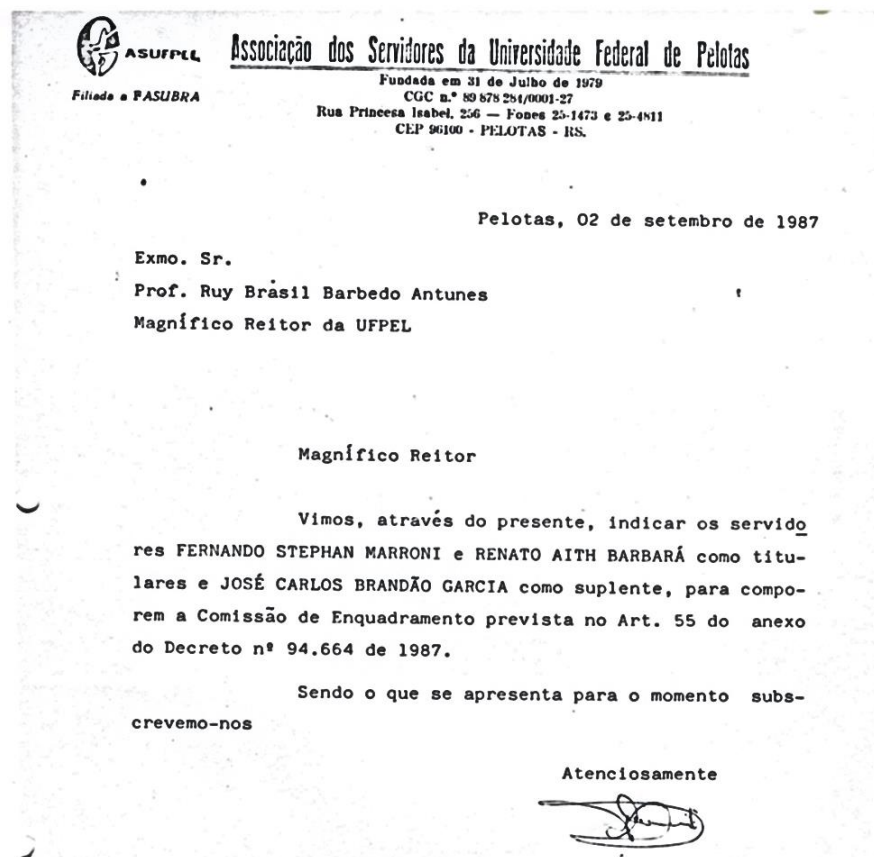 ASUFPEL
Associação dos Servidores da Universidade Federal de Pelotas
Filiada a FASUBRA
Fundada em 31 de Julho de 1979
CGC n.º 89 878 284/0001-27
Rua Princesa Isabel, 256 — Fones 25-1473 e 25-4811
CEP 96100 - PELOTAS - RS.
Pelotas, 02 de setembro de 1987
Exmo. Sr.
Prof. Ruy Brasil Barbedo Antunes
Magnífico Reitor da UFPEL
Magnífico Reitor
Vimos, através do presente, indicar os servido
res FERNANDO STEPHAN MARRONI e RENATO AITH BARBARÁ como titu-
lares e JOSÉ CARLOS BRANDÃO GARCIA como suplente, para compo-
rem a Comissão de Enquadramento prevista no Art. 55 do anexo
do Decreto nº 94.664 de 1987.
Sendo o que se apresenta para o momento subs-
crevemo-nos
Atenciosamente